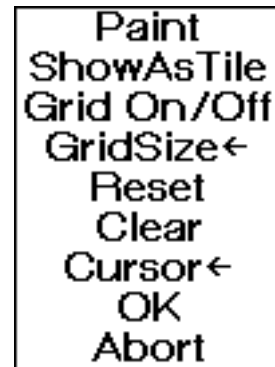 Paint
ShowAsTile
Grid On/Off
GridSize←
Reset
Clear
Cursor←
OK
Abort